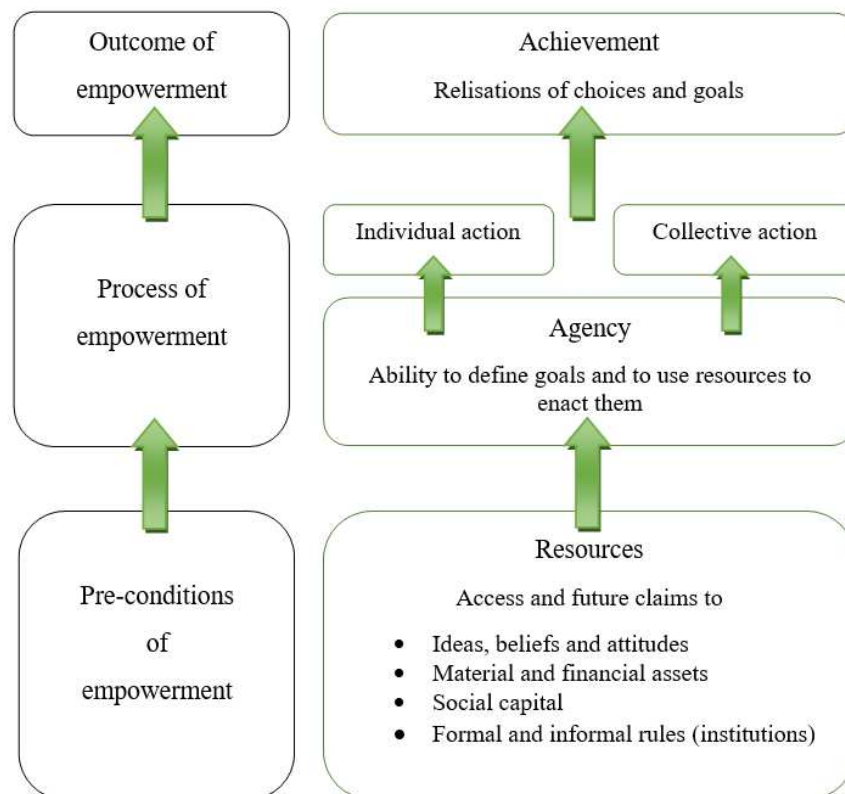 Outcome of
empowerment
Achievement
Relisations of choices and goals
Process of
empowerment
Individual action
Collective action
Agency
Ability to define goals and to use resources to
enact them
Pre-conditions
of
empowerment
Resources
Access and future claims to
• Ideas, beliefs and attitudes
• Material and financial assets
• Social capital
• Formal and informal rules (institutions)